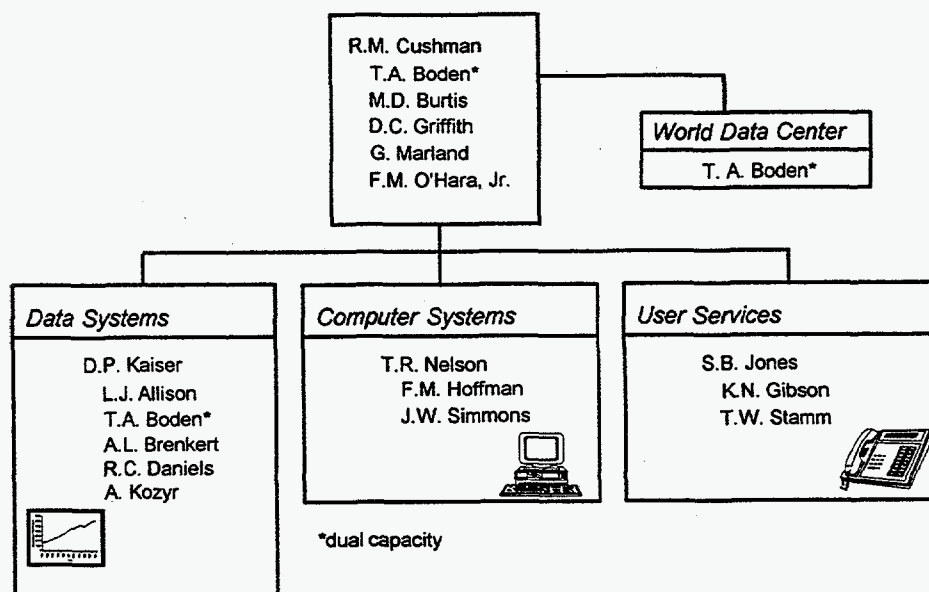 R.M. Cushman
T.A. Boden*
M.D. Burtis
D.C. Griffith
G. Marland
F.M. O'Hara, Jr.
World Data Center
T. A. Boden*
Data Systems
D.P. Kaiser
L.J. Allison
T.A. Boden*
A.L. Brenkert
R.C. Daniels
A. Kozyr
Computer Systems
T.R. Nelson
F.M. Hoffman
J.W. Simmons
User Services
S.B. Jones
K.N. Gibson
T.W. Stamm
*dual capacity